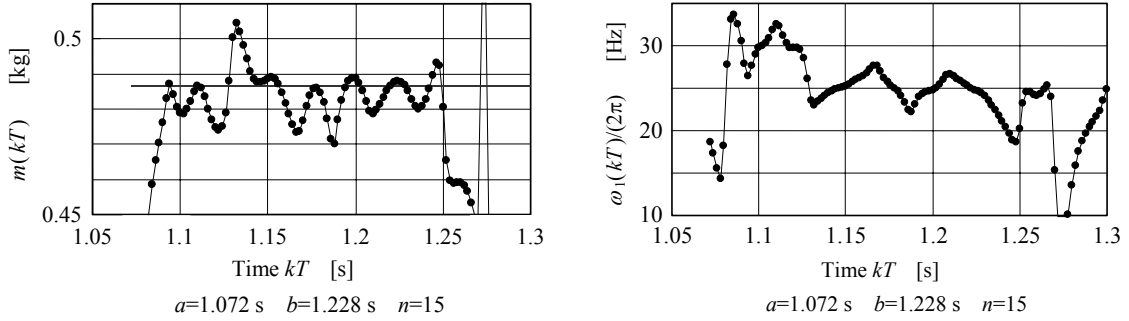 0.5
[kg]
m(kT)
0.45
1.05 1.1 1.15 1.2 1.25 1.3
Time kT [s]
a=1.072 s b=1.228 s n=15
[Hz]
30
ω₁(kT)/(2π)
20
10
1.05 1.1 1.15 1.2 1.25 1.3
Time kT [s]
a=1.072 s b=1.228 s n=15